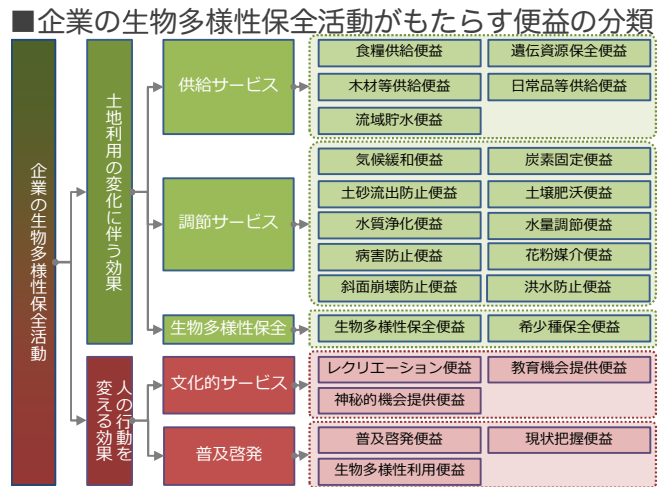 ■企業の生物多様性保全活動がもたらす便益の分類
企業の生物多様性保全活動
土地利用の変化に伴う効果
供給サービス
食糧供給便益
遺伝資源保全便益
木材等供給便益
日常品等供給便益
流域貯水便益
調節サービス
気候緩和便益
炭素固定便益
土砂流出防止便益
土壌肥沃便益
水質浄化便益
水量調節便益
病害防止便益
花粉媒介便益
斜面崩壊防止便益
洪水防止便益
生物多様性保全
生物多様性保全便益
希少種保全便益
人の行動を
変える効果
文化的サービス
レクリエーション便益
教育機会提供便益
神秘的機会提供便益
普及啓発
普及啓発便益
現状把握便益
生物多様性利用便益